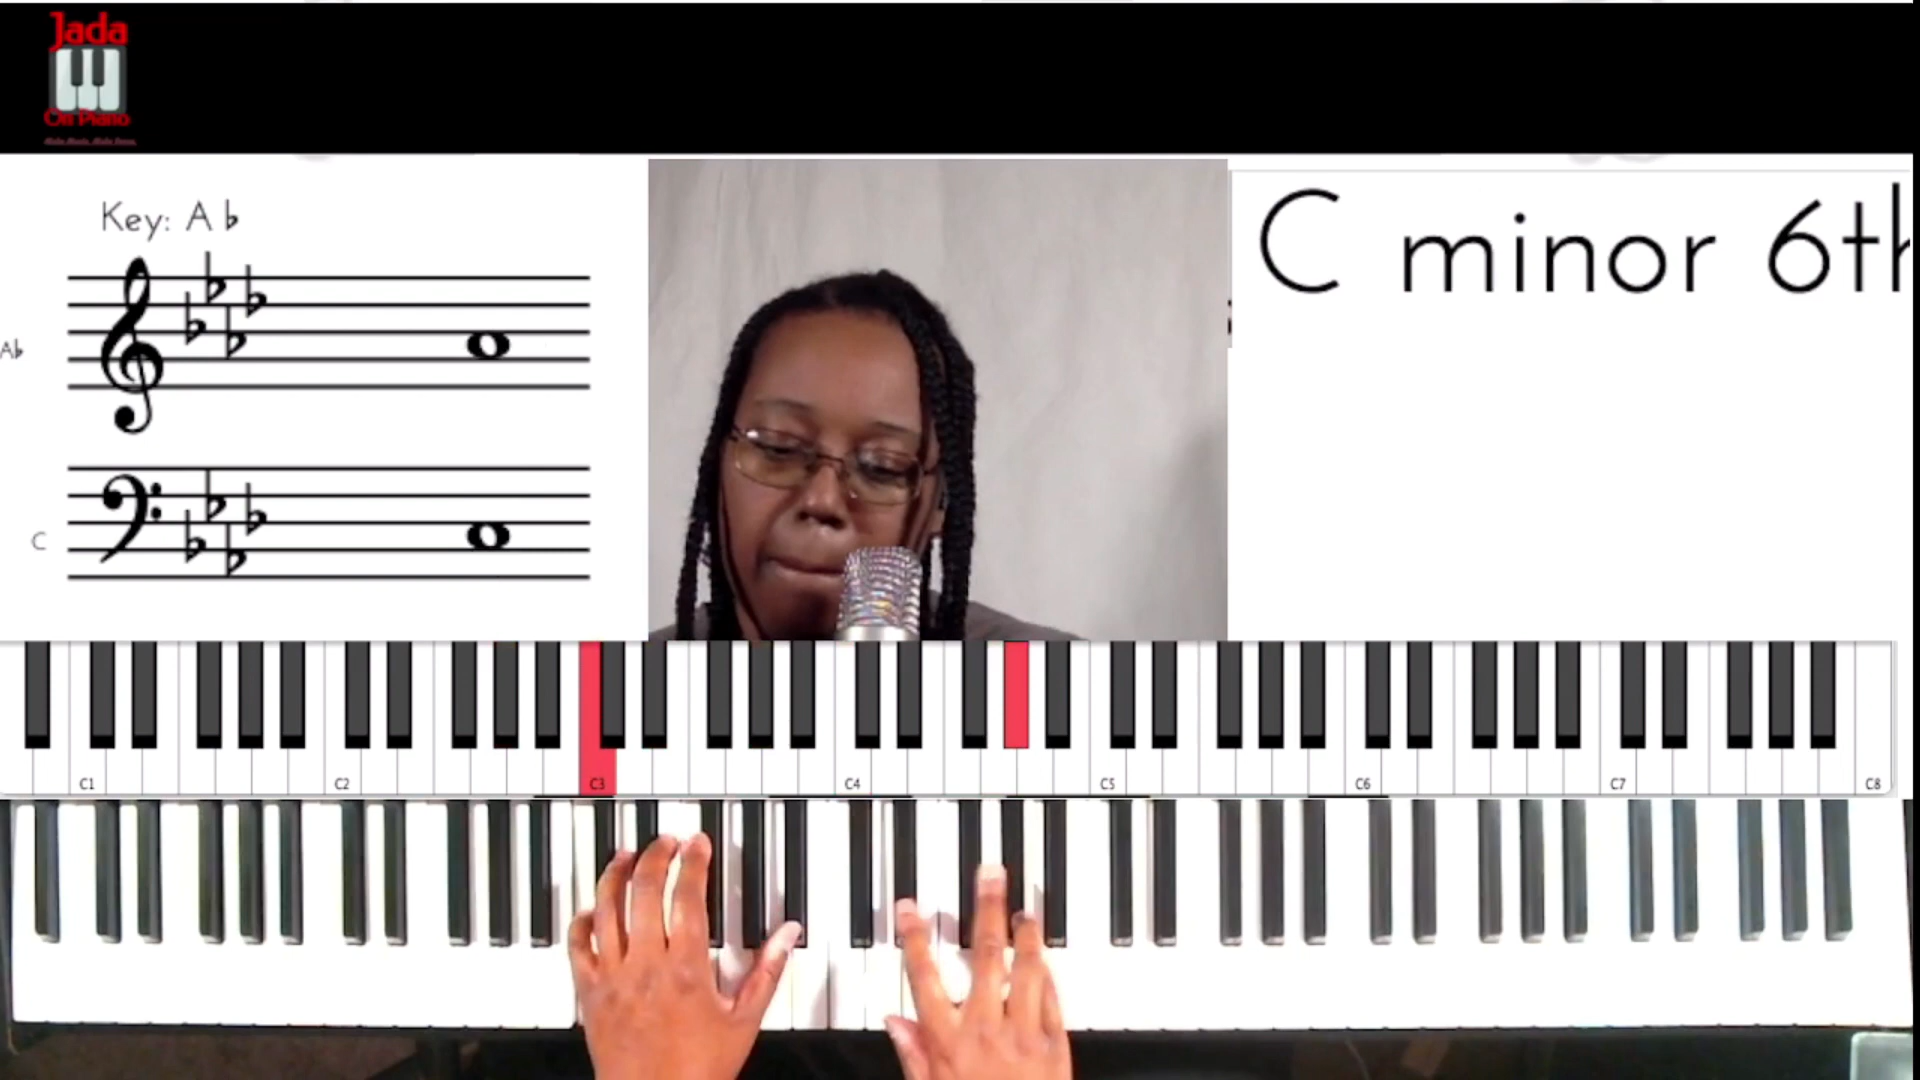 Jada
On Piano
Key: A♭
C minor 6th
A♭
C
C1 C2 C3 C4 C5 C6 C7 C8